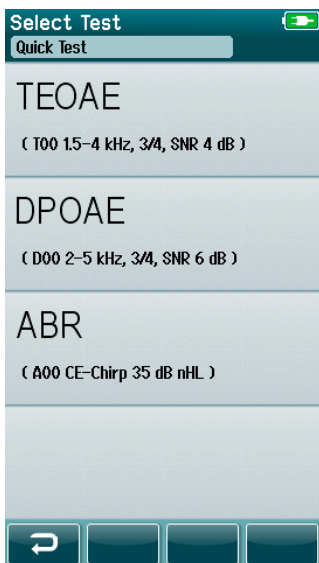 Select Test
Quick Test
TEOAE
( T00 1.5-4 kHz, 3/4, SNR 4 dB )
DPOAE
( D00 2-5 kHz, 3/4, SNR 6 dB )
ABR
( A00 CE-Chirp 35 dB nHL )